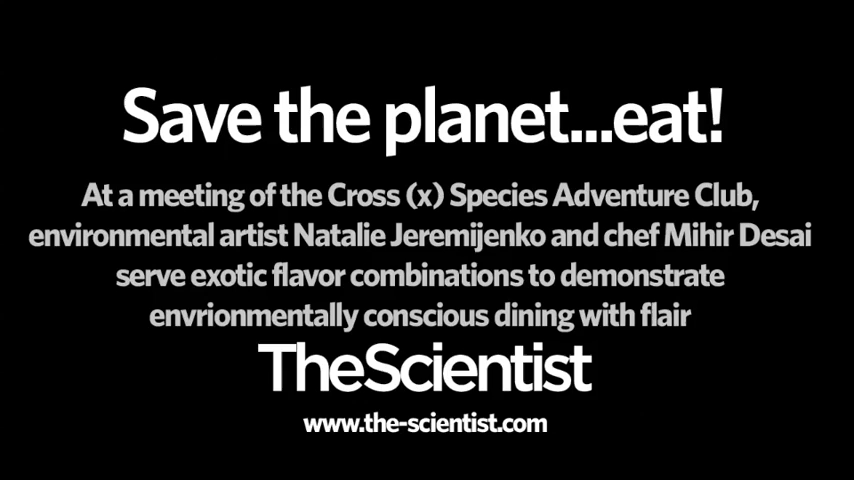 Save the planet...eat!
At a meeting of the Cross (x) Species Adventure Club,
environmental artist Natalie Jeremijenko and chef Mihir Desai
serve exotic flavor combinations to demonstrate
envrionmentally conscious dining with flair
TheScientist
www.the-scientist.com